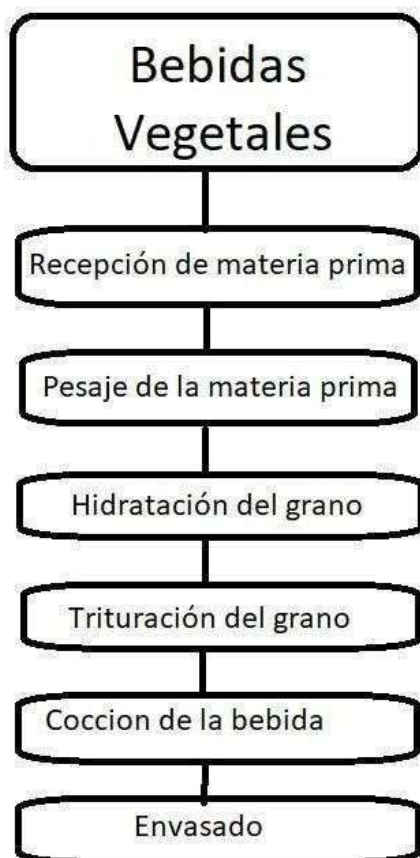 Bebidas
Vegetales
Recepción de materia prima
Pesaje de la materia prima
Hidratación del grano
Trituración del grano
Coccion de la bebida
Envasado